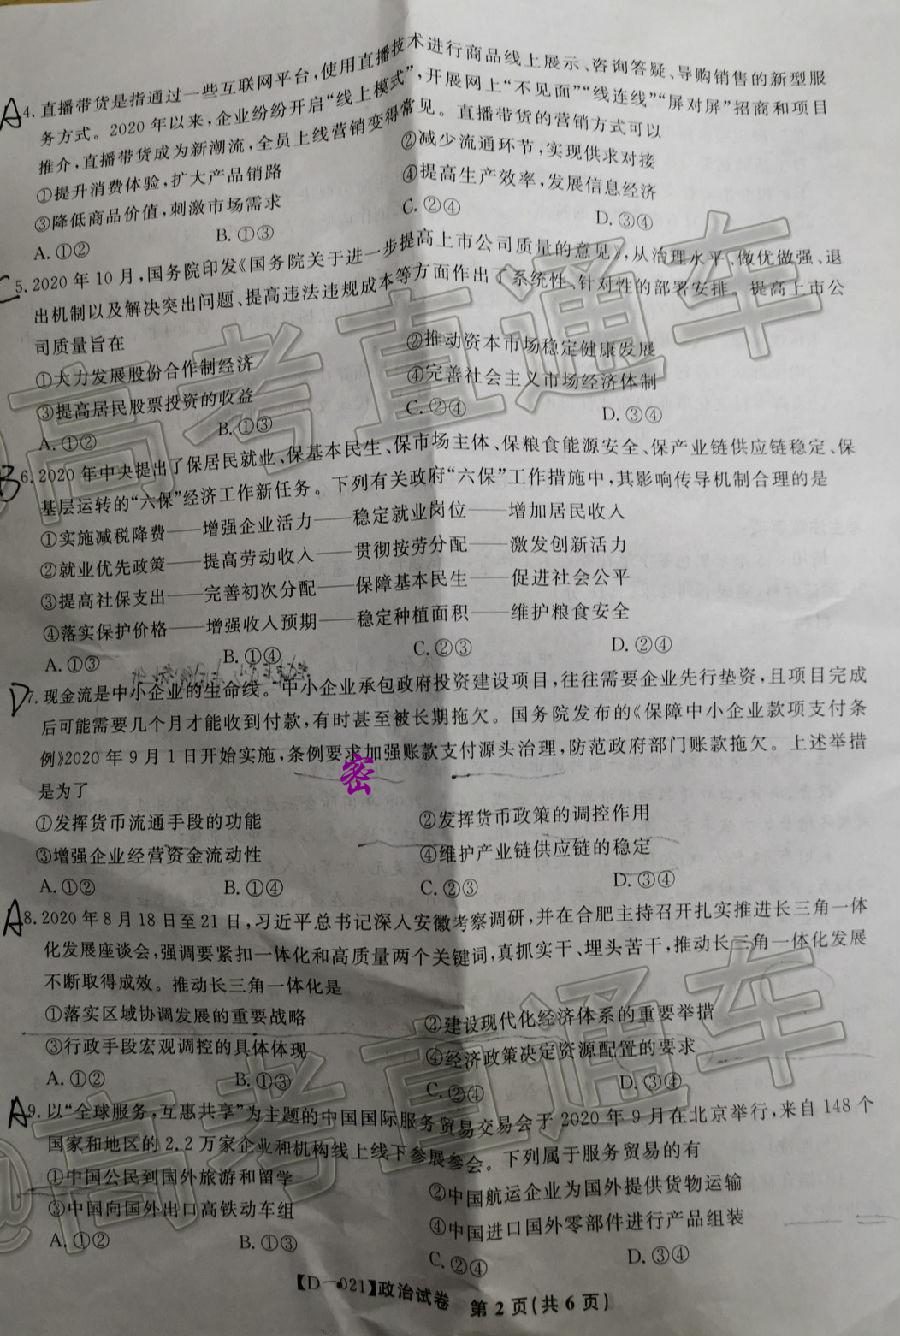 A4. 直播带货是指通过一些互联网平台,使用直播技术进行商品线上展示、咨询答疑、导购销售的新型服
务方式。2020年以来,企业纷纷开启“线上模式”,开展网上“不见面”“线连线”“屏对屏”招商和项目
推介,直播带货成为新潮流,全员上线营销变得常见。直播带货的营销方式可以
①提升消费体验,扩大产品销路 ②减少流通环节,实现供求对接
③降低商品价值,刺激市场需求 ④提高生产效率,发展信息经济
A. ①② B. ①③ C. ②④ D. ③④
C5. 2020年10月,国务院印发《国务院关于进一步提高上市公司质量的意见》,从治理水平、做优做强、退
出机制以及解决突出问题、提高违法违规成本等方面作出了系统性、针对性的部署安排。提高上市公
司质量旨在
①大力发展股份合作制经济 ②推动资本市场稳定健康发展
③提高居民股票投资的收益 ④完善社会主义市场经济体制
A. ①② B. ①③ C. ②④ D. ③④
B6. 2020年中央提出了保居民就业、保基本民生、保市场主体、保粮食能源安全、保产业链供应链稳定、保
基层运转的“六保”经济工作新任务。下列有关政府“六保”工作措施中,其影响传导机制合理的是
①实施减税降费——增强企业活力——稳定就业岗位——增加居民收入
②就业优先政策——提高劳动收入——贯彻按劳分配——激发创新活力
③提高社保支出——完善初次分配——保障基本民生——促进社会公平
④落实保护价格——增强收入预期——稳定种植面积——维护粮食安全
A. ①③ B. ①④ C. ②③ D. ②④
D7. 现金流是中小企业的生命线。中小企业承包政府投资建设项目,往往需要企业先行垫资,且项目完成
后可能需要几个月才能收到付款,有时甚至被长期拖欠。国务院发布的《保障中小企业款项支付条
例》2020年9月1日开始实施,条例要求加强账款支付源头治理,防范政府部门账款拖欠。上述举措
密
是为了
①发挥货币流通手段的功能 ②发挥货币政策的调控作用
③增强企业经营资金流动性 ④维护产业链供应链的稳定
A. ①② B. ①④ C. ②③ D. ③④
A8. 2020年8月18日至21日,习近平总书记深入安徽考察调研,并在合肥主持召开扎实推进长三角一体
化发展座谈会,强调要紧扣一体化和高质量两个关键词,真抓实干、埋头苦干,推动长三角一体化发展
不断取得成效。推动长三角一体化是
①落实区域协调发展的重要战略 ②建设现代化经济体系的重要举措
③行政手段宏观调控的具体体现 ④经济政策决定资源配置的要求
A. ①② B. ①③ C. ②④ D. ③④
A9. 以“全球服务,互惠共享”为主题的中国国际服务贸易交易会于2020年9月在北京举行,来自148个
国家和地区的2.2万家企业和机构线上线下参展参会。下列属于服务贸易的有
①中国公民到国外旅游和留学 ②中国航运企业为国外提供货物运输
③中国向国外出口高铁动车组 ④中国进口国外零部件进行产品组装
A. ①② B. ①③ C. ②④ D. ③④
【D-021】政治试卷 第2页(共6页)
@高考直通车
@高考直通车